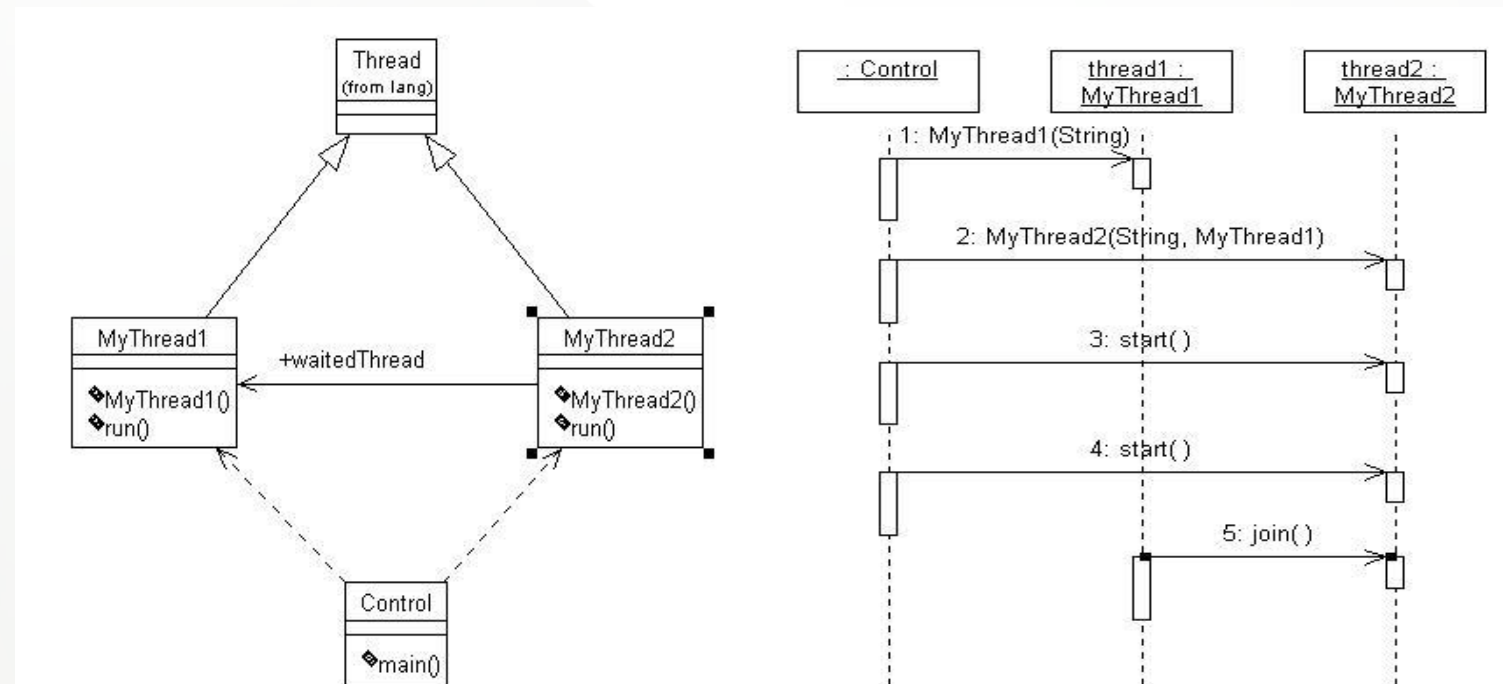 Thread
(from lang)
MyThread1
MyThread1()
run()
+waitedThread
MyThread2
MyThread2()
run()
Control
main()
: Control
thread1 :
MyThread1
thread2 :
MyThread2
1: MyThread1(String)
2: MyThread2(String, MyThread1)
3: start( )
4: start( )
5: join( )